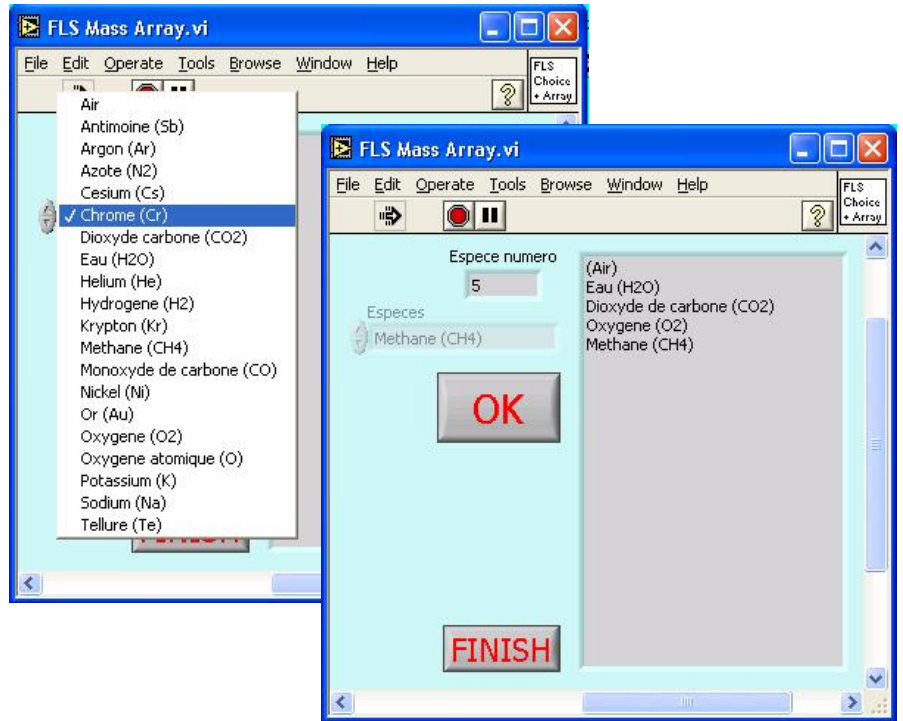 FLS Mass Array.vi
File Edit Operate Tools Browse Window Help
FLS
Choice
+ Array
?
Air
Antimoine (Sb)
Argon (Ar)
Azote (N2)
Cesium (Cs)
✓ Chrome (Cr)
Dioxyde carbone (CO2)
Eau (H2O)
Helium (He)
Hydrogene (H2)
Krypton (Kr)
Methane (CH4)
Monoxyde de carbone (CO)
Nickel (Ni)
Or (Au)
Oxygene (O2)
Oxygene atomique (O)
Potassium (K)
Sodium (Na)
Tellure (Te)
FINISH
FLS Mass Array.vi
File Edit Operate Tools Browse Window Help
FLS
Choice
+ Array
?
Espece numero
5
Especes
Methane (CH4)
OK
FINISH
(Air)
Eau (H2O)
Dioxyde de carbone (CO2)
Oxygene (O2)
Methane (CH4)